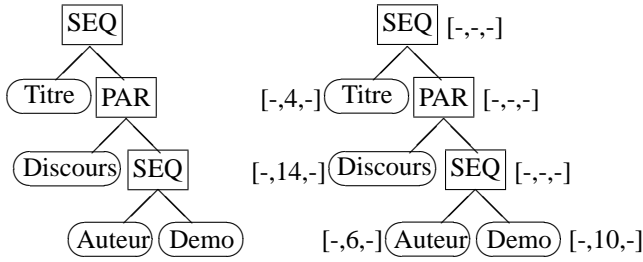 SEQ SEQ [-,-,-]
Titre PAR [-,4,-] Titre PAR [-,-,-]
Discours SEQ [-,14,-] Discours SEQ [-,-,-]
Auteur Demo [-,6,-] Auteur Demo [-,10,-]